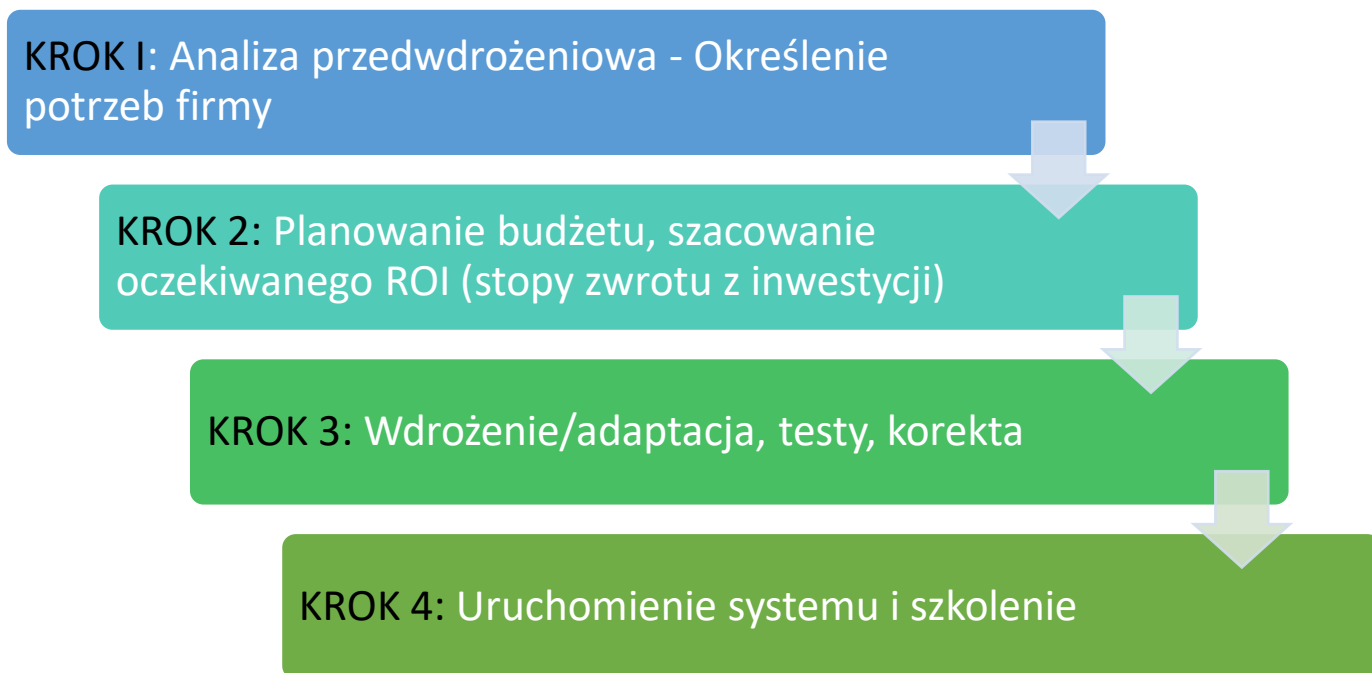 KROK I: Analiza przedwdrożeniowa - Określenie
potrzeb firmy
KROK 2: Planowanie budżetu, szacowanie
oczekiwanego ROI (stopy zwrotu z inwestycji)
KROK 3: Wdrożenie/adaptacja, testy, korekta
KROK 4: Uruchomienie systemu i szkolenie